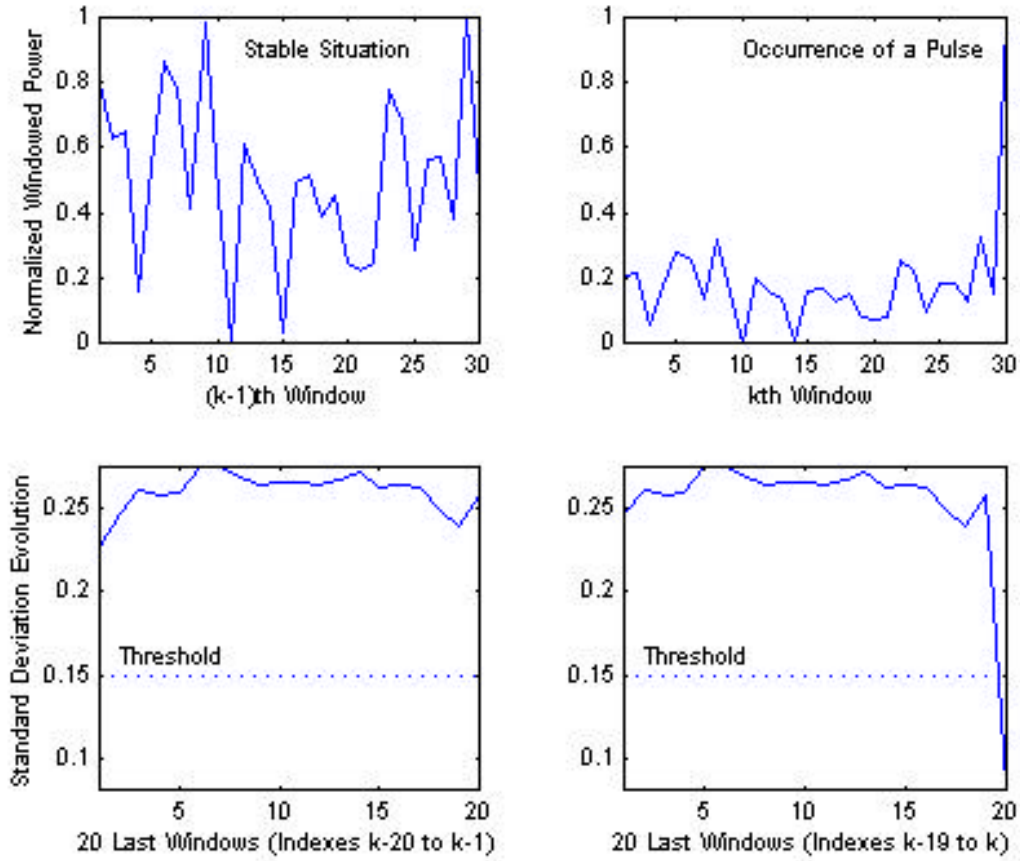 Normalized Windowed Power
1
0.8
0.6
0.4
0.2
0
Stable Situation
5 10 15 20 25 30
(k-1)th Window
1
0.8
0.6
0.4
0.2
0
Occurrence of a Pulse
5 10 15 20 25 30
kth Window
Standard Deviation Evolution
0.25
0.2
0.15
0.1
Threshold
5 10 15 20
20 Last Windows (Indexes k-20 to k-1)
0.25
0.2
0.15
0.1
Threshold
5 10 15 20
20 Last Windows (Indexes k-19 to k)